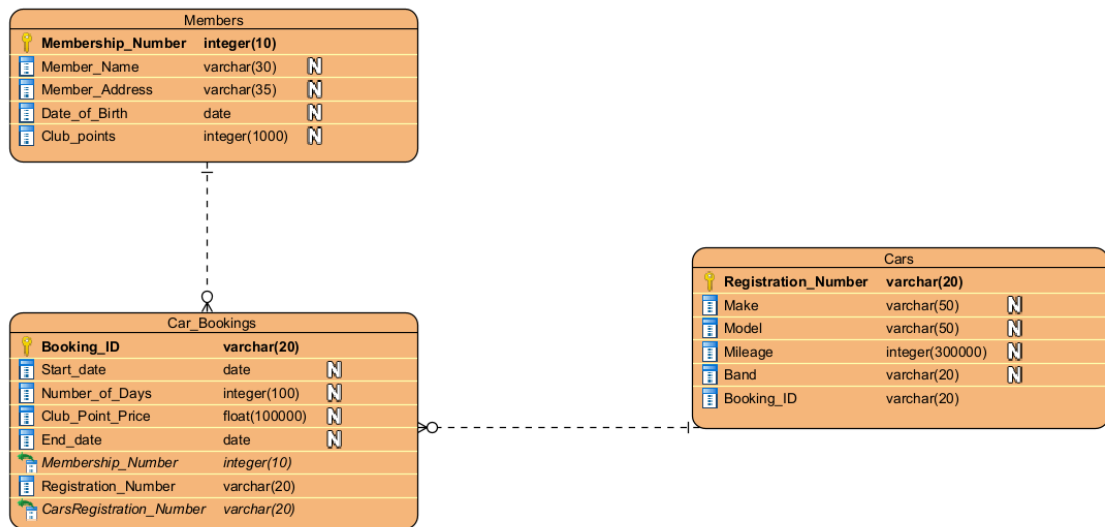 Members
Membership_Number integer(10)
Member_Name varchar(30) N
Member_Address varchar(35) N
Date_of_Birth date N
Club_points integer(1000) N
Cars
Registration_Number varchar(20)
Make varchar(50) N
Model varchar(50) N
Mileage integer(300000) N
Band varchar(20) N
Booking_ID varchar(20)
Car_Bookings
Booking_ID varchar(20)
Start_date date N
Number_of_Days integer(100) N
Club_Point_Price float(100000) N
End_date date N
Membership_Number integer(10)
Registration_Number varchar(20)
CarsRegistration_Number varchar(20)